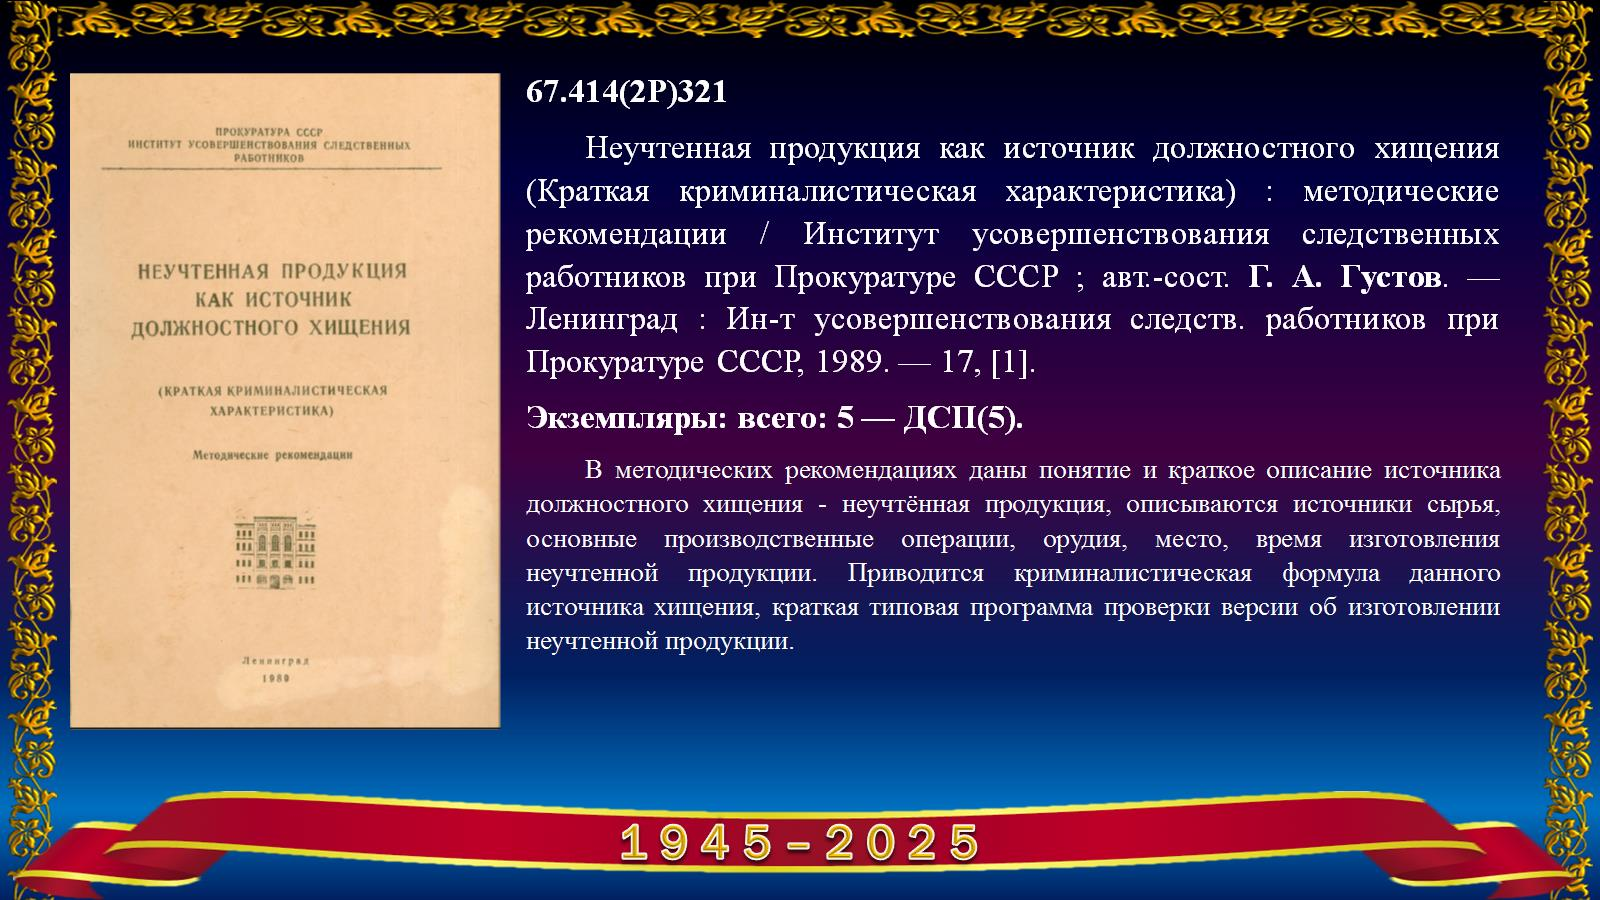 ПРОКУРАТУРА СССР
ИНСТИТУТ УСОВЕРШЕНСТВОВАНИЯ СЛЕДСТВЕННЫХ
РАБОТНИКОВ
НЕУЧТЕННАЯ ПРОДУКЦИЯ
КАК ИСТОЧНИК
ДОЛЖНОСТНОГО ХИЩЕНИЯ
(КРАТКАЯ КРИМИНАЛИСТИЧЕСКАЯ
ХАРАКТЕРИСТИКА)
Методические рекомендации
Ленинград
1989
67.414(2Р)321
Неучтенная продукция как источник должностного хищения
(Краткая криминалистическая характеристика) : методические
рекомендации / Институт усовершенствования следственных
работников при Прокуратуре СССР ; авт.-сост. Г. А. Густов. —
Ленинград : Ин-т усовершенствования следств. работников при
Прокуратуре СССР, 1989. — 17, [1].
Экземпляры: всего: 5 — ДСП(5).
В методических рекомендациях даны понятие и краткое описание источника
должностного хищения - неучтённая продукция, описываются источники сырья,
основные производственные операции, орудия, место, время изготовления
неучтенной продукции. Приводится криминалистическая формула данного
источника хищения, краткая типовая программа проверки версии об изготовлении
неучтенной продукции.
1945–2025